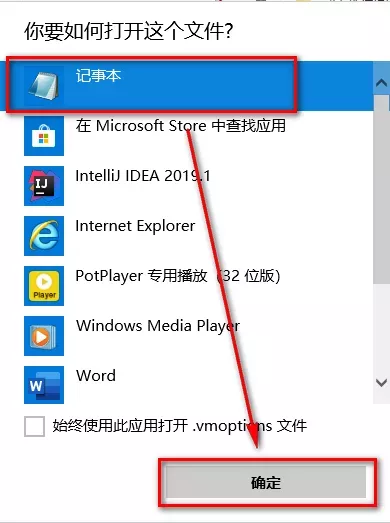 你要如何打开这个文件?
记事本
在 Microsoft Store 中查找应用
IntelliJ IDEA 2019.1
Internet Explorer
PotPlayer 专用播放 (32 位版)
Player
Windows Media Player
Word
始终使用此应用打开 .vmoptions 文件
确定